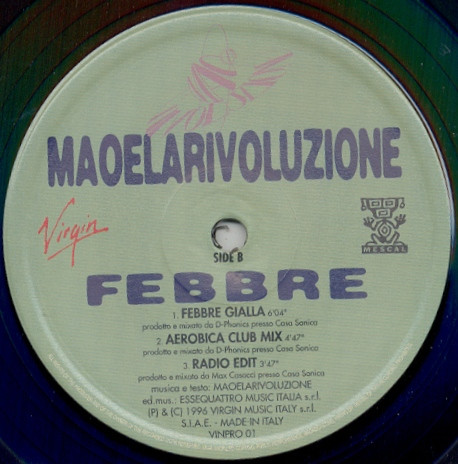 MAOELARIVOLUZIONE
Virgin
MESCAL
SIDE B
FEBBRE
1. FEBBRE GIALLA 6'04"
prodotto e mixato da D-Phonics presso Casa Sonica
2. AEROBICA CLUB MIX 4'47"
prodotto e mixato da D-Phonics presso Casa Sonica
3. RADIO EDIT 3'47"
prodotto e mixato da Max Casacci presso Casa Sonica
musica e testo: MAOELARIVOLUZIONE
ed.mus.: ESSEQUATTRO MUSIC ITALIA s.r.l.
(P) & (C) 1996 VIRGIN MUSIC ITALY s.r.l.
S.I.A.E. - MADE IN ITALY
VINPRO 01